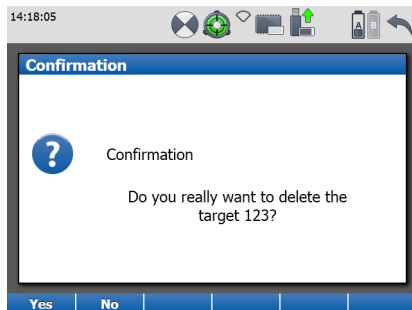 14:18:05
A B
Confirmation
?
Confirmation
Do you really want to delete the
target 123?
Yes No